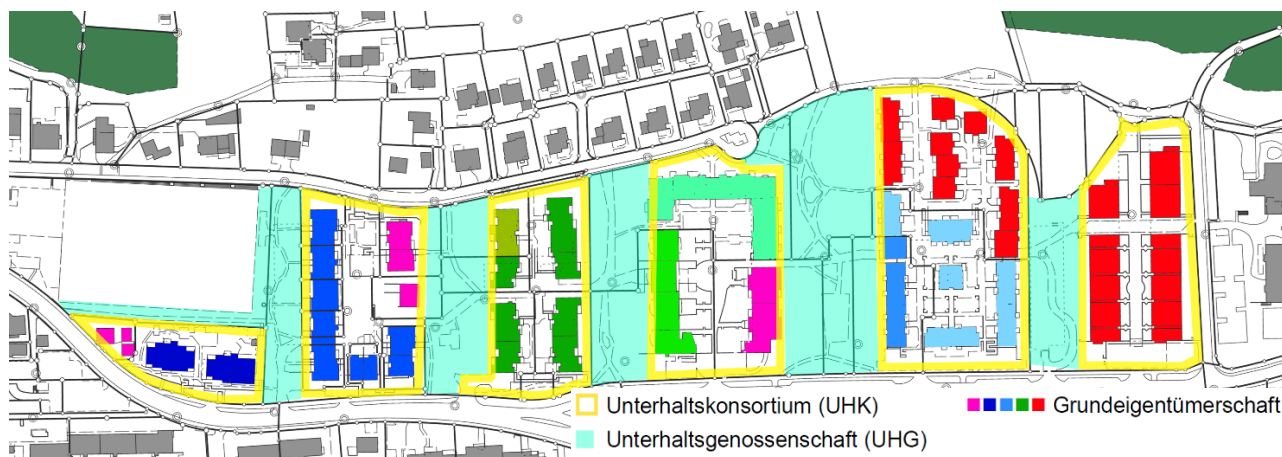 Unterhaltskonsortium (UHK)
Grundeigentümerschaft
Unterhaltsgenossenschaft (UHG)